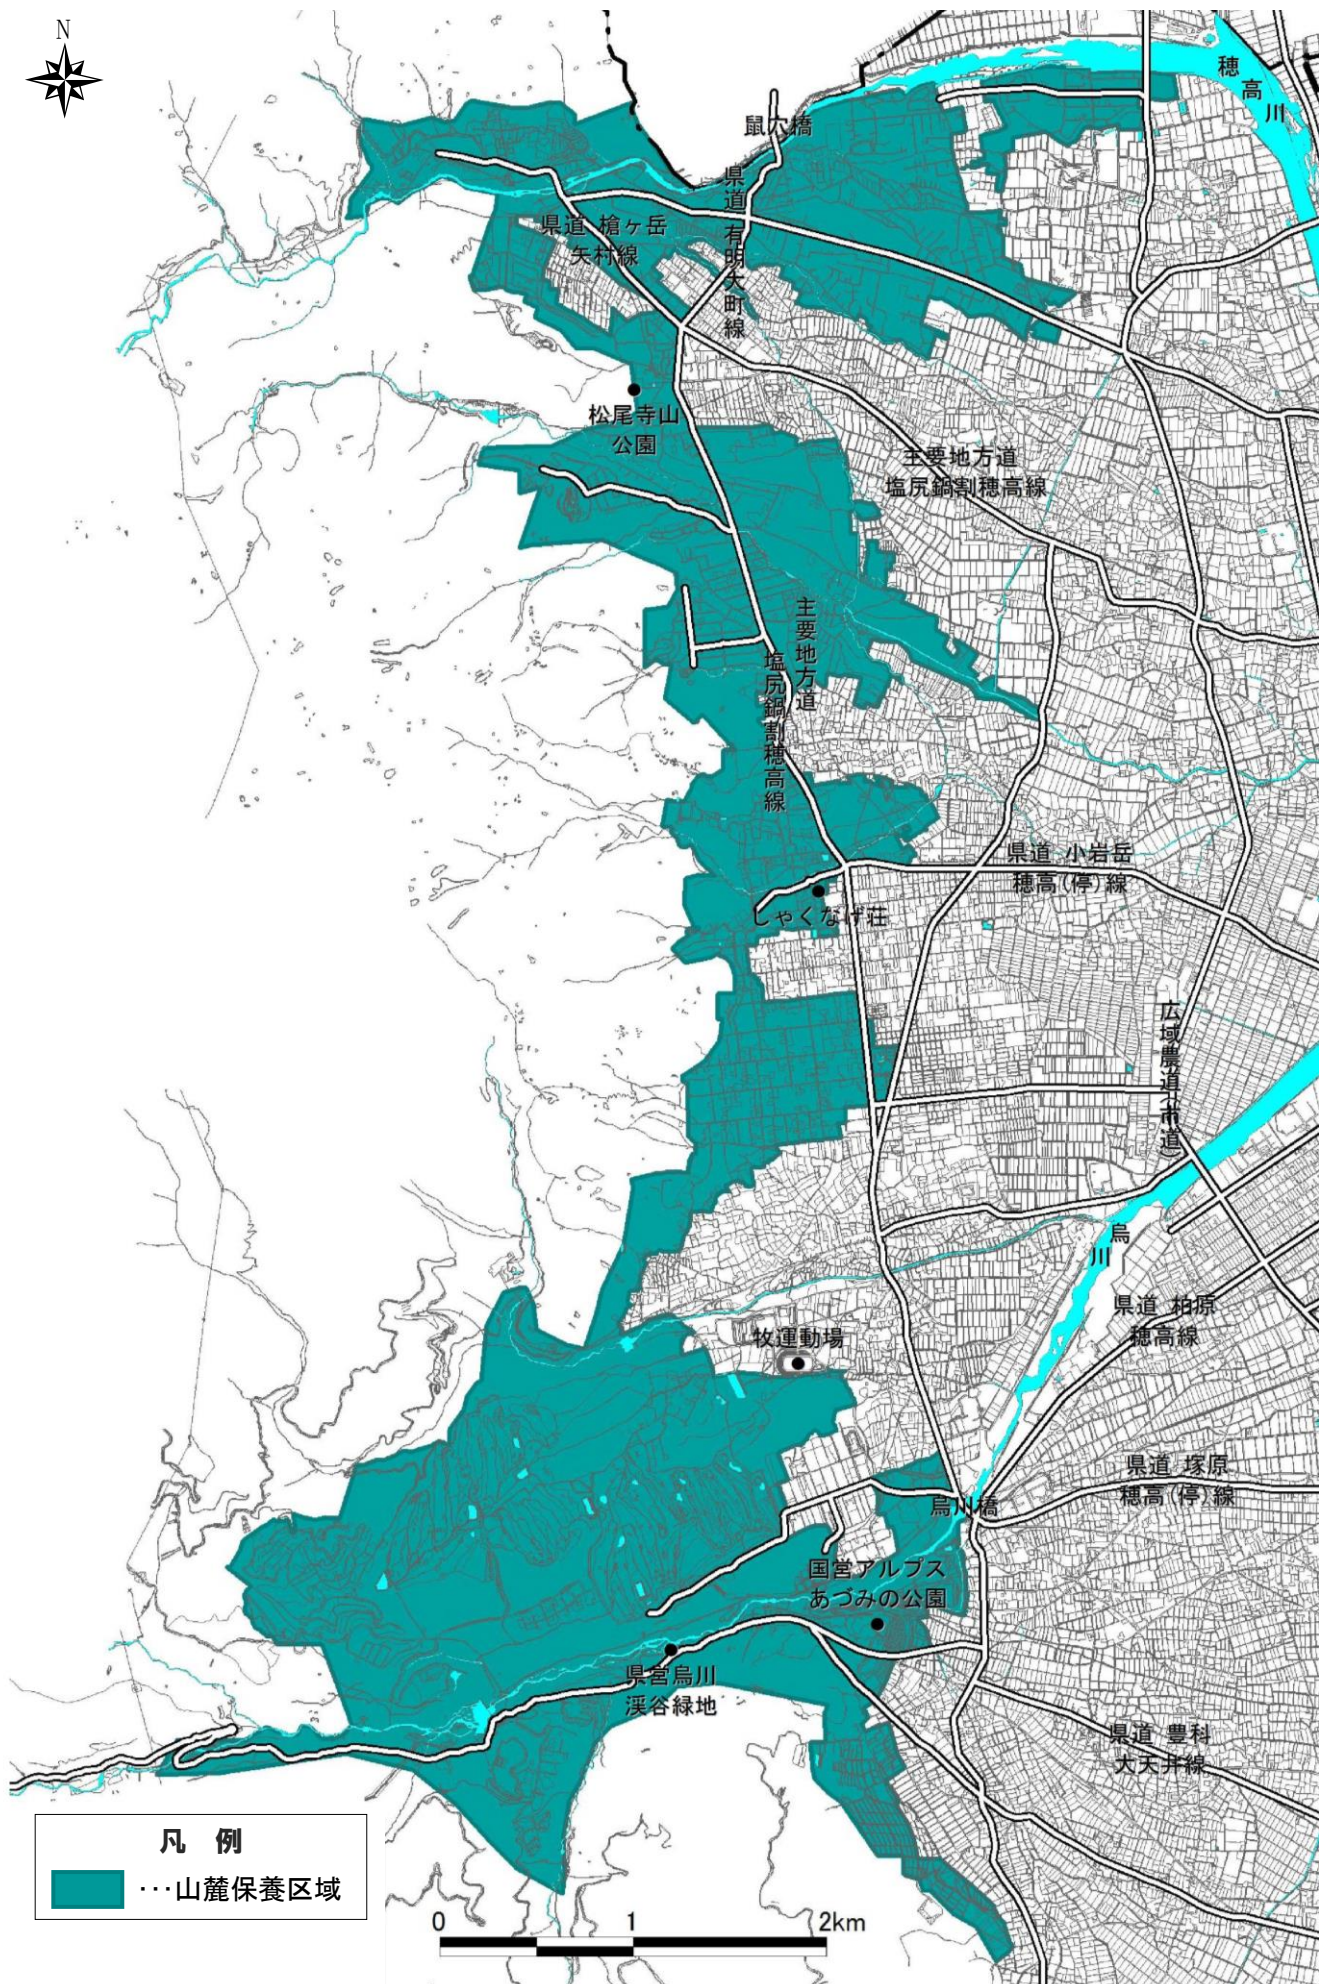 N
穂高川
鼠穴橋
県道 有明大町線
県道 槍ヶ岳
矢村線
松尾寺山
公園
主要地方道
塩尻鍋割穂高線
主要地方道
塩尻鍋割穂高線
県道 小岩岳
穂高(停)線
しゃくなげ荘
広域農道(市道)
烏川
県道 柏原
穂高線
牧運動場
県道 塚原
穂高(停)線
烏川橋
国営アルプス
あづみの公園
県営烏川
渓谷緑地
県道 豊科
大天井線
凡 例
…山麓保養区域
0 1 2km